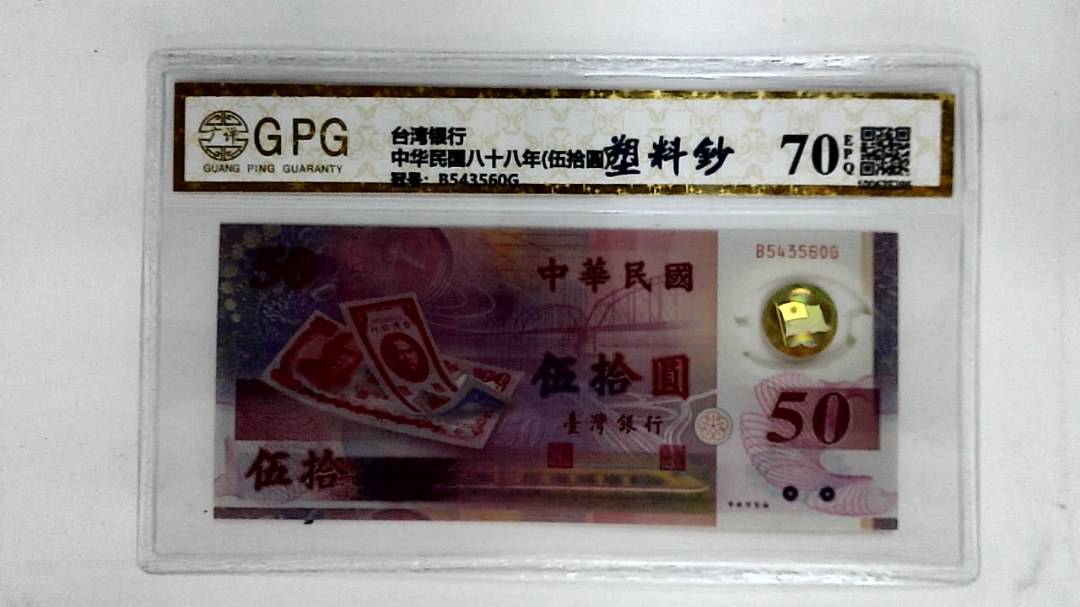 GPG
GUANG PING GUARANTY
台湾银行
中华民国八十八年(伍拾圆)
塑料鈔
冠号: B543560G
70
EPQ
50
中華民國
B543560G
伍拾圓
臺灣銀行
50
伍拾